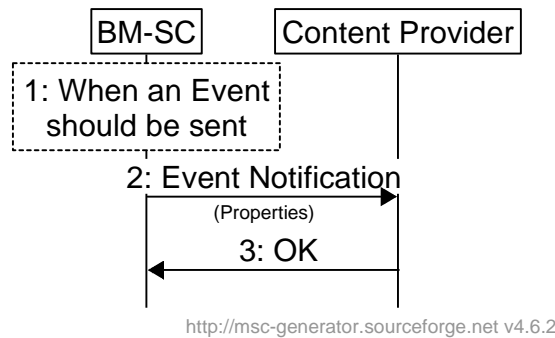 BM-SC
Content Provider
1: When an Event
should be sent
2: Event Notification
(Properties)
3: OK
http://msc-generator.sourceforge.net v4.6.2